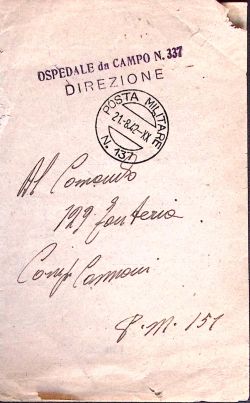 OSPEDALE da CAMPO N. 337
DIREZIONE
POSTA MILITARE
21.8.42-XX
N. 137
Al Comando
129 Fanteria
Comp. Cannoni
P.M. 151